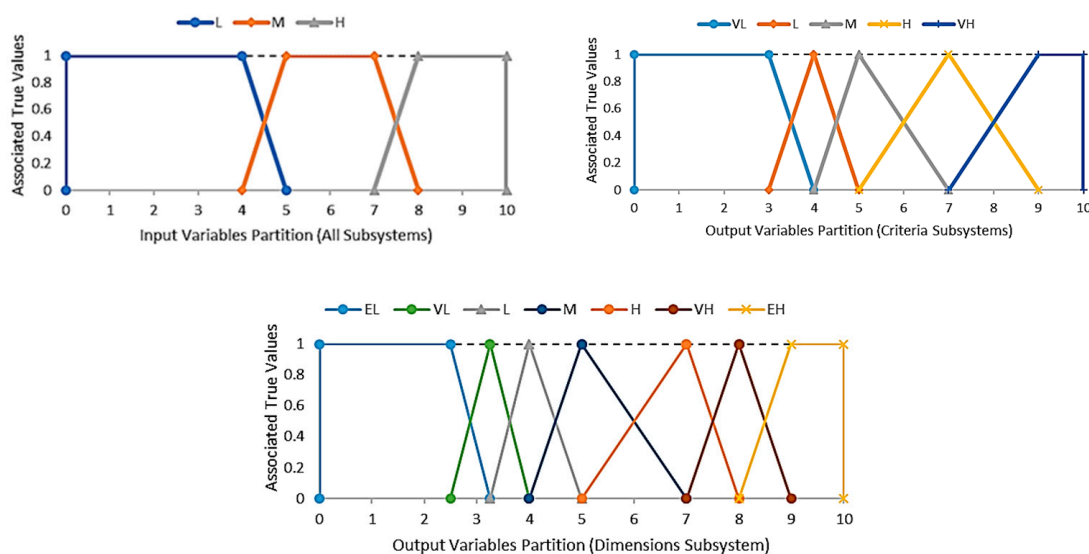 L M H
Associated True Values
1
0.8
0.6
0.4
0.2
0
0 1 2 3 4 5 6 7 8 9 10
Input Variables Partition (All Subsystems)
VL L M H VH
Associated True Values
1
0.8
0.6
0.4
0.2
0
0 1 2 3 4 5 6 7 8 9 10
Output Variables Partition (Criteria Subsystems)
EL VL L M H VH EH
Associated True Values
1
0.8
0.6
0.4
0.2
0
0 1 2 3 4 5 6 7 8 9 10
Output Variables Partition (Dimensions Subsystem)